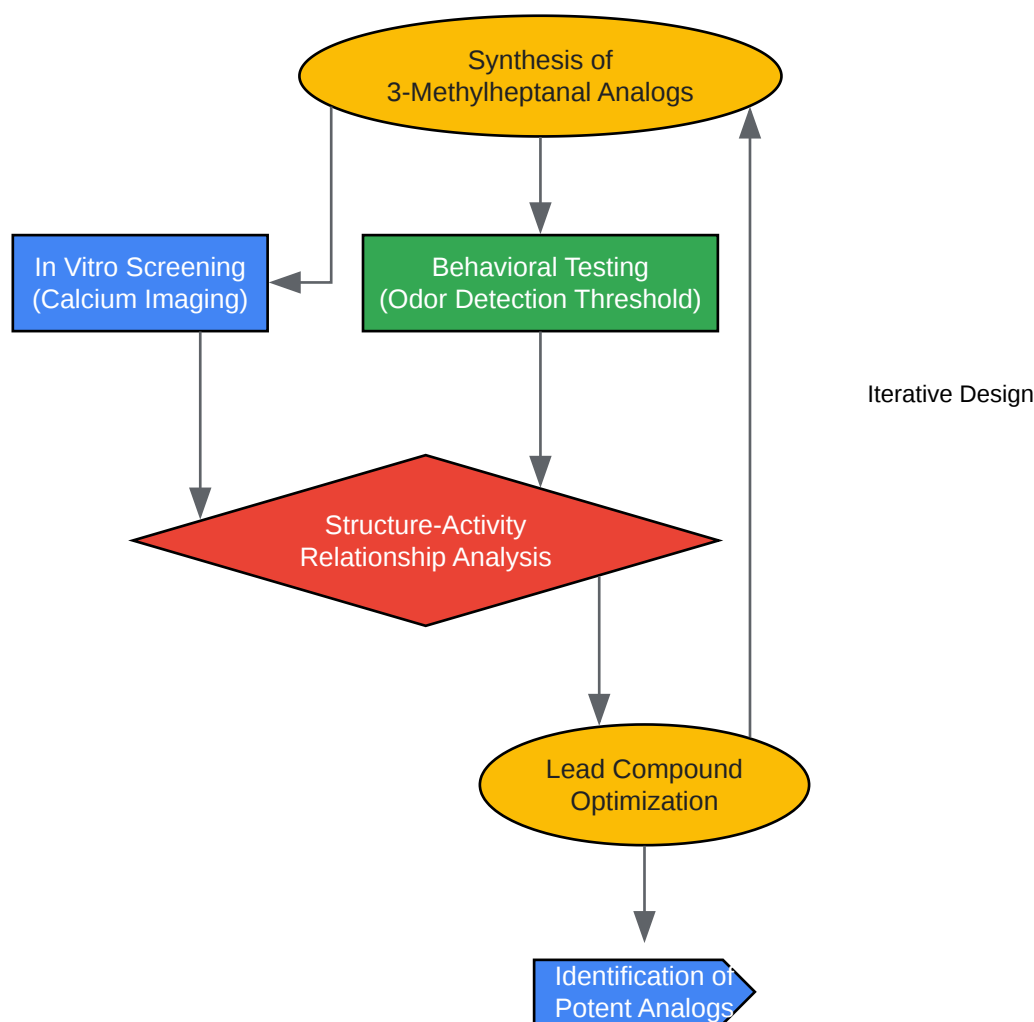 Synthesis of
3-Methylheptanal Analogs
In Vitro Screening
(Calcium Imaging)
Behavioral Testing
(Odor Detection Threshold)
Iterative Design
Structure-Activity
Relationship Analysis
Lead Compound
Optimization
Identification of
Potent Analogs